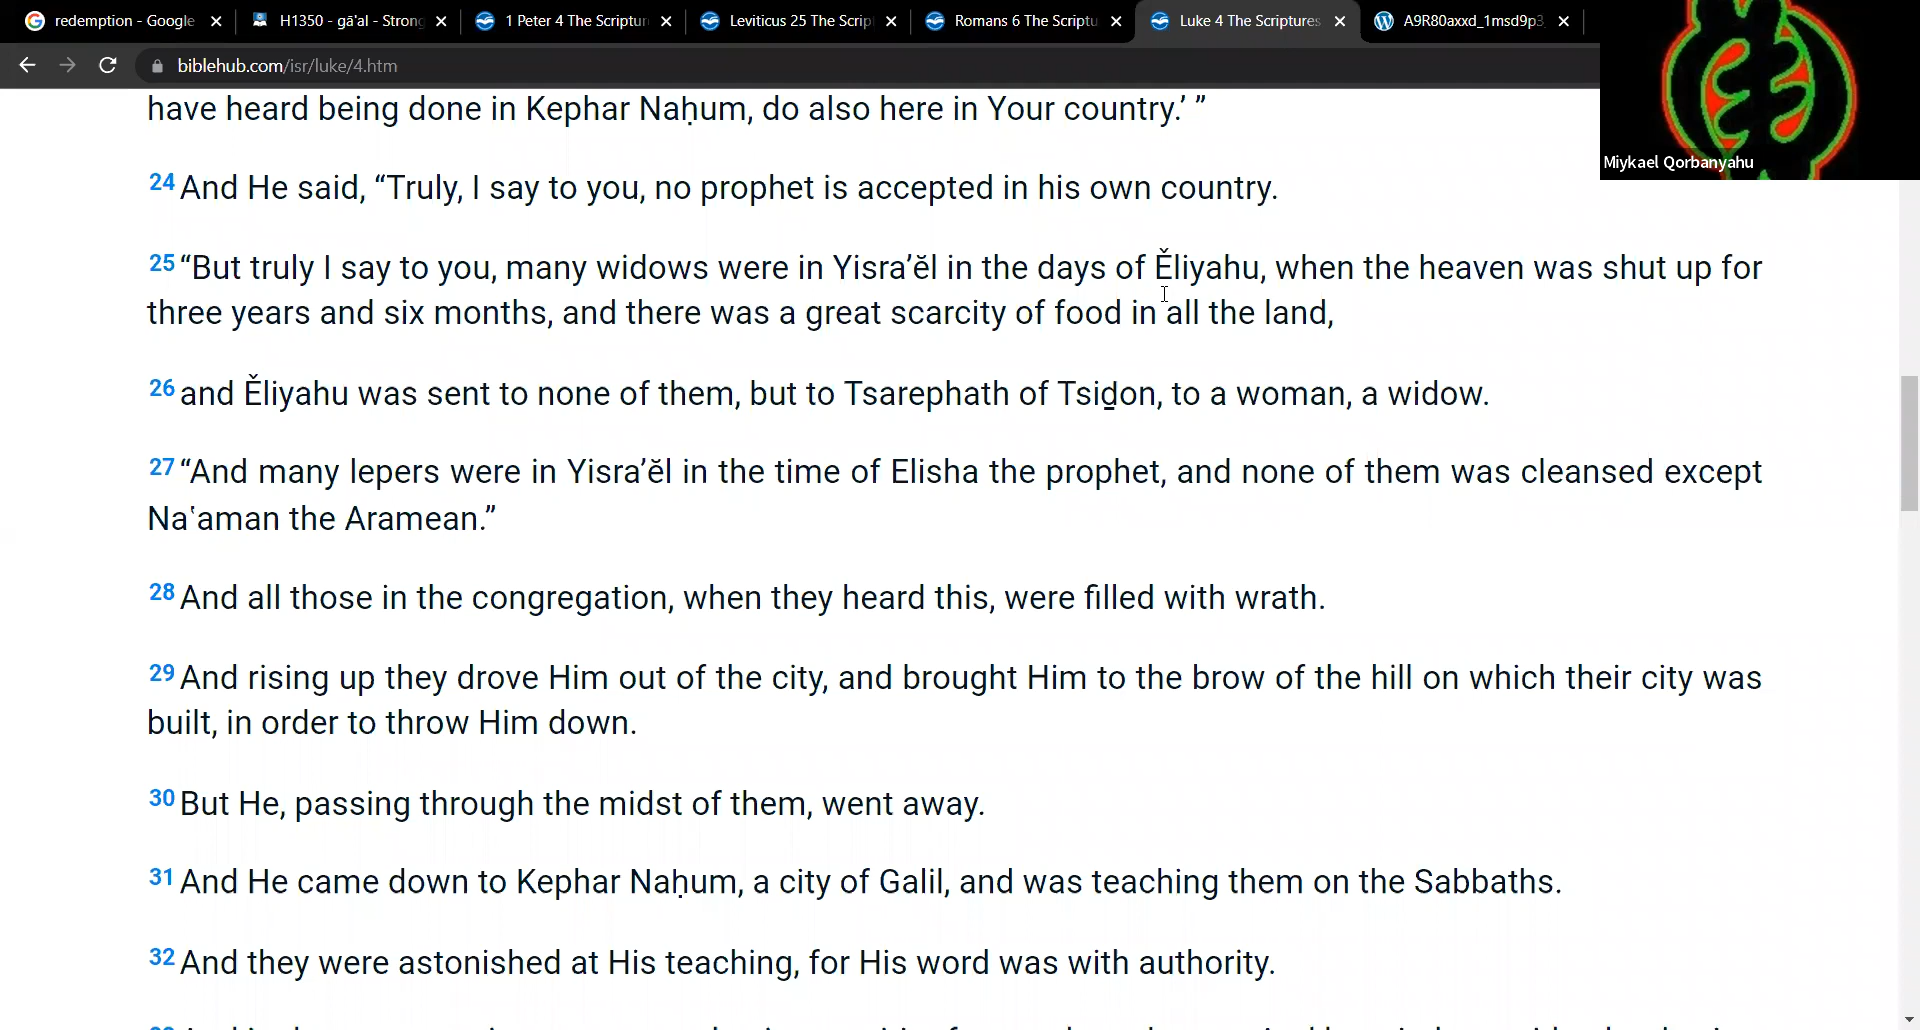 redemption - Google
H1350 - gā'al - Strong
1 Peter 4 The Scriptur
Leviticus 25 The Script
Romans 6 The Scriptu
Luke 4 The Scriptures
A9R80axxd_1msd9p3
biblehub.com/isr/luke/4.htm
Miykael Qorbanyahu
have heard being done in Kephar Naḥum, do also here in Your country.’ ”
24 And He said, “Truly, I say to you, no prophet is accepted in his own country.
25 “But truly I say to you, many widows were in Yisra’ĕl in the days of Ěliyahu, when the heaven was shut up for
three years and six months, and there was a great scarcity of food in all the land,
26 and Ěliyahu was sent to none of them, but to Tsarephath of Tsiḏon, to a woman, a widow.
27 “And many lepers were in Yisra’ĕl in the time of Elisha the prophet, and none of them was cleansed except
Na‛aman the Aramean.”
28 And all those in the congregation, when they heard this, were filled with wrath.
29 And rising up they drove Him out of the city, and brought Him to the brow of the hill on which their city was
built, in order to throw Him down.
30 But He, passing through the midst of them, went away.
31 And He came down to Kephar Naḥum, a city of Galil, and was teaching them on the Sabbaths.
32 And they were astonished at His teaching, for His word was with authority.